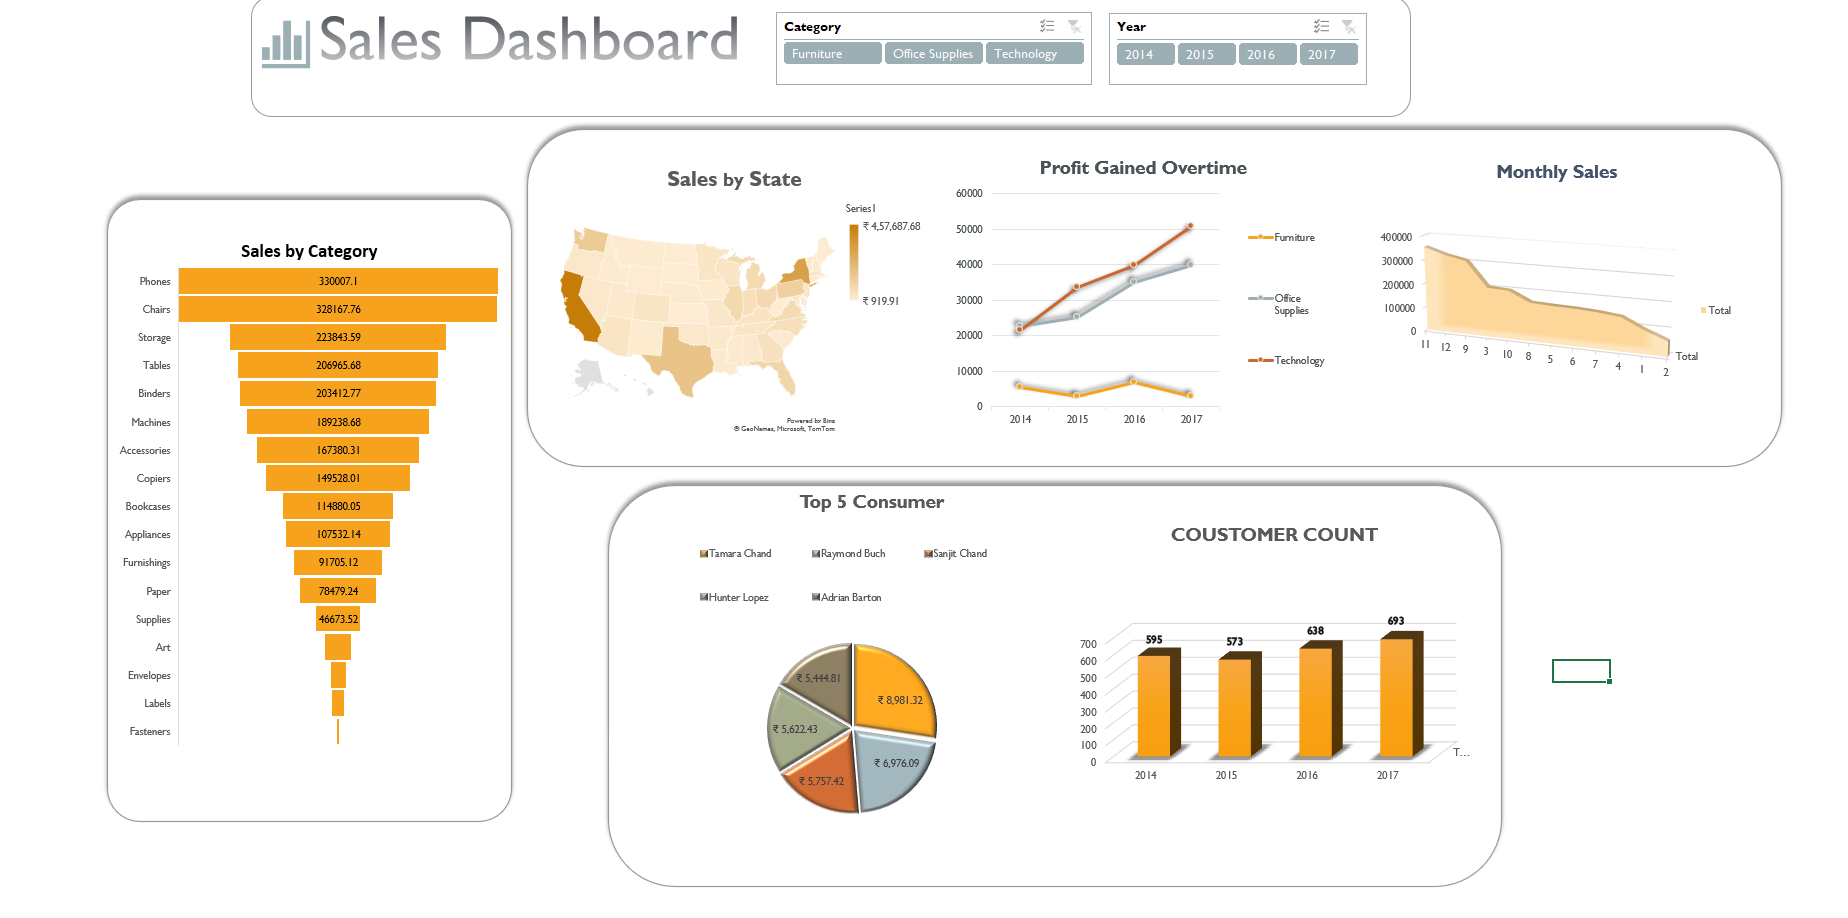 Sales Dashboard
Category
Furniture
Office Supplies
Technology
Year
2014
2015
2016
2017
Sales by Category
Phones
330007.1
Chairs
328167.76
Storage
223843.59
Tables
206965.68
Binders
203412.77
Machines
189238.68
Accessories
167380.31
Copiers
149528.01
Bookcases
114880.05
Appliances
107532.14
Furnishings
91705.12
Paper
78479.24
Supplies
46673.52
Art
Envelopes
Labels
Fasteners
Sales by State
Series1
₹ 4,57,687.68
₹ 919.91
Powered by Bing
© GeoNames, Microsoft, TomTom
Profit Gained Overtime
60000
50000
40000
30000
20000
10000
0
2014
2015
2016
2017
Furniture
Office
Supplies
Technology
Monthly Sales
400000
300000
200000
100000
0
11
12
9
3
10
8
5
6
7
4
1
2
Total
Total
Top 5 Consumer
Tamara Chand
Raymond Buch
Sanjit Chand
Hunter Lopez
Adrian Barton
₹ 5,444.81
₹ 8,981.32
₹ 5,622.43
₹ 6,976.09
₹ 5,757.42
COUSTOMER COUNT
700
600
500
400
300
200
100
0
595
573
638
693
2014
2015
2016
2017
T...